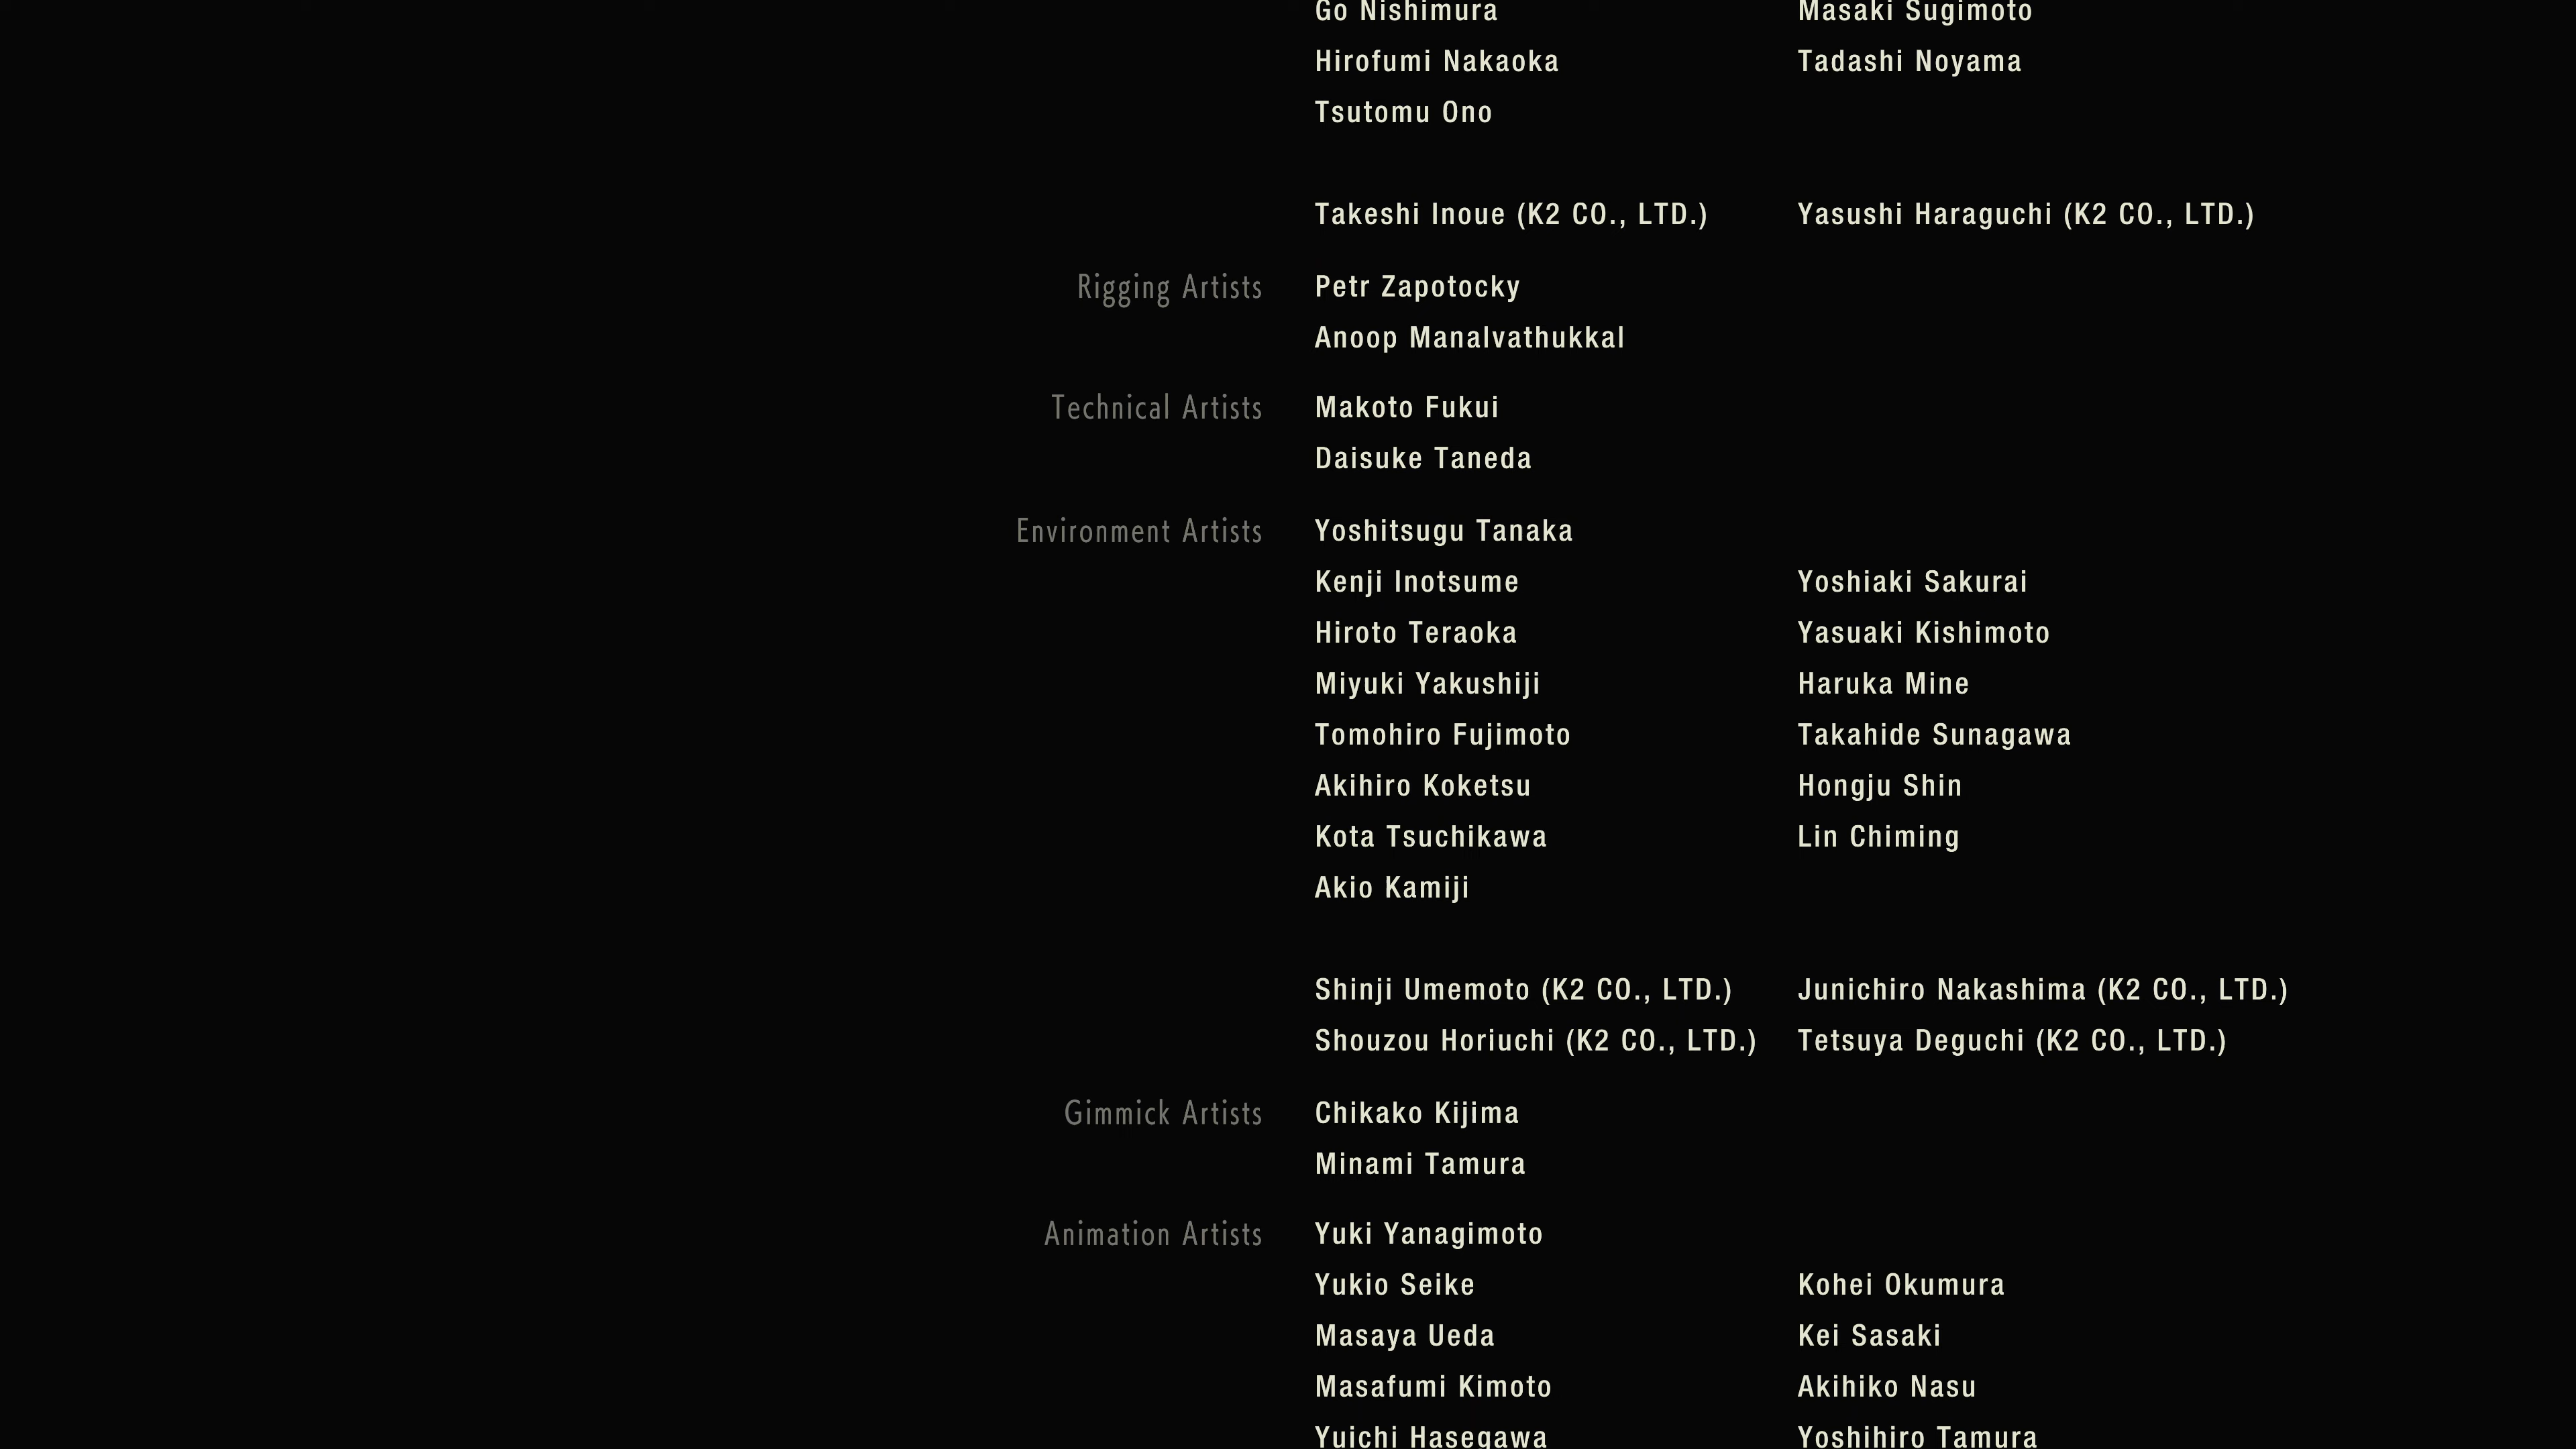 Go Nishimura Masaki Sugimoto
Hirofumi Nakaoka Tadashi Noyama
Tsutomu Ono
Takeshi Inoue (K2 CO., LTD.) Yasushi Haraguchi (K2 CO., LTD.)
Rigging Artists Petr Zapotocky
Anoop Manalvathukkal
Technical Artists Makoto Fukui
Daisuke Taneda
Environment Artists Yoshitsugu Tanaka
Kenji Inotsume Yoshiaki Sakurai
Hiroto Teraoka Yasuaki Kishimoto
Miyuki Yakushiji Haruka Mine
Tomohiro Fujimoto Takahide Sunagawa
Akihiro Koketsu Hongju Shin
Kota Tsuchikawa Lin Chiming
Akio Kamiji
Shinji Umemoto (K2 CO., LTD.) Junichiro Nakashima (K2 CO., LTD.)
Shouzou Horiuchi (K2 CO., LTD.) Tetsuya Deguchi (K2 CO., LTD.)
Gimmick Artists Chikako Kijima
Minami Tamura
Animation Artists Yuki Yanagimoto
Yukio Seike Kohei Okumura
Masaya Ueda Kei Sasaki
Masafumi Kimoto Akihiko Nasu
Yuichi Hasegawa Yoshihiro Tamura